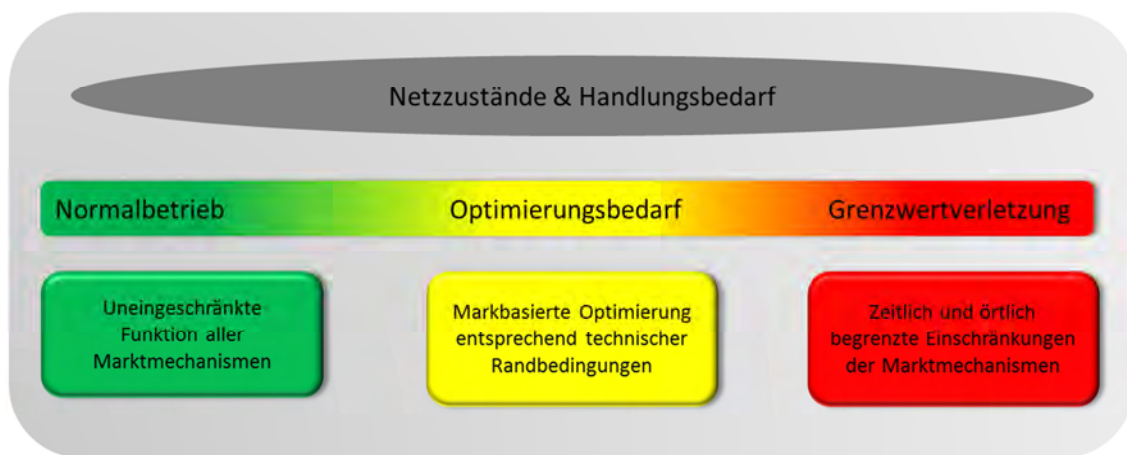 Netzzustände & Handlungsbedarf
Normalbetrieb
Optimierungsbedarf
Grenzwertverletzung
Uneingeschränkte
Funktion aller
Marktmechanismen
Markbasierte Optimierung
entsprechend technischer
Randbedingungen
Zeitlich und örtlich
begrenzte Einschränkungen
der Marktmechanismen